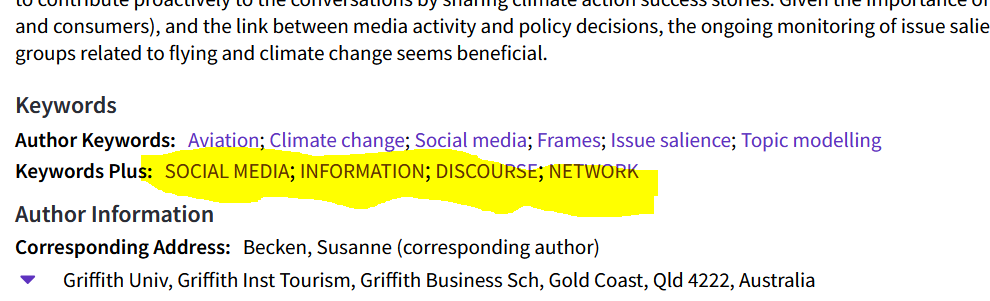 to contribute proactively to the conversations by sharing climate action success stories. Given the importance of
and consumers), and the link between media activity and policy decisions, the ongoing monitoring of issue salie
groups related to flying and climate change seems beneficial.
Keywords
Author Keywords: Aviation; Climate change; Social media; Frames; Issue salience; Topic modelling
Keywords Plus: SOCIAL MEDIA; INFORMATION; DISCOURSE; NETWORK
Author Information
Corresponding Address: Becken, Susanne (corresponding author)
Griffith Univ, Griffith Inst Tourism, Griffith Business Sch, Gold Coast, Qld 4222, Australia